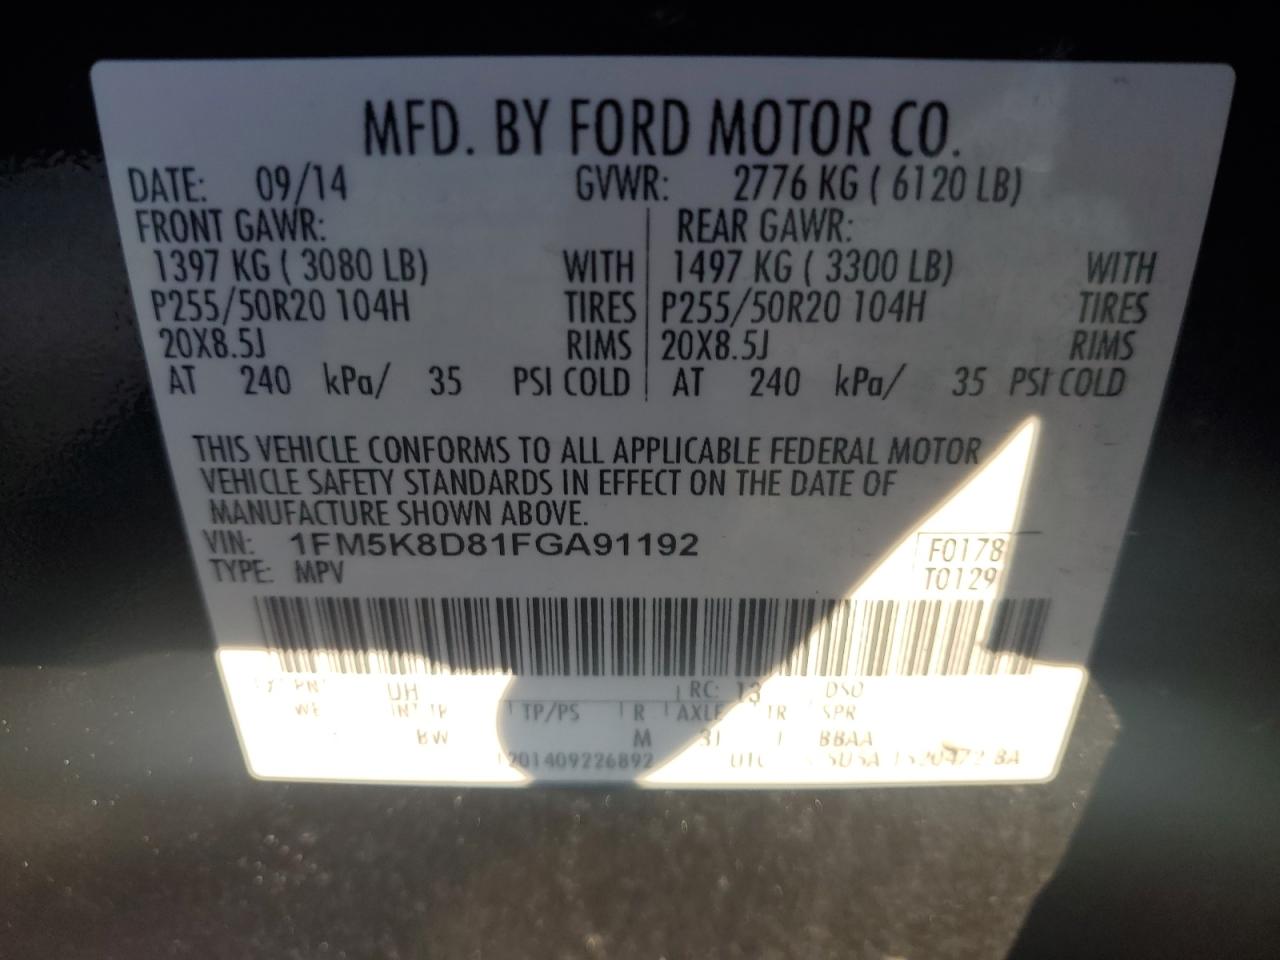 MFD. BY FORD MOTOR CO.
DATE: 09/14 GVWR: 2776 KG ( 6120 LB)
FRONT GAWR: REAR GAWR:
1397 KG ( 3080 LB) WITH 1497 KG ( 3300 LB) WITH
P255/50R20 104H TIRES P255/50R20 104H TIRES
20X8.5J RIMS 20X8.5J RIMS
AT 240 kPa/ 35 PSI COLD AT 240 kPa/ 35 PSI COLD
THIS VEHICLE CONFORMS TO ALL APPLICABLE FEDERAL MOTOR
VEHICLE SAFETY STANDARDS IN EFFECT ON THE DATE OF
MANUFACTURE SHOWN ABOVE.
VIN: 1FM5K8D81FGA91192 F0178
TYPE: MPV T0129
UH RC: 13 DSO
INT TR TP/PS R AXLE TR SPR
M BBAA
201409226892